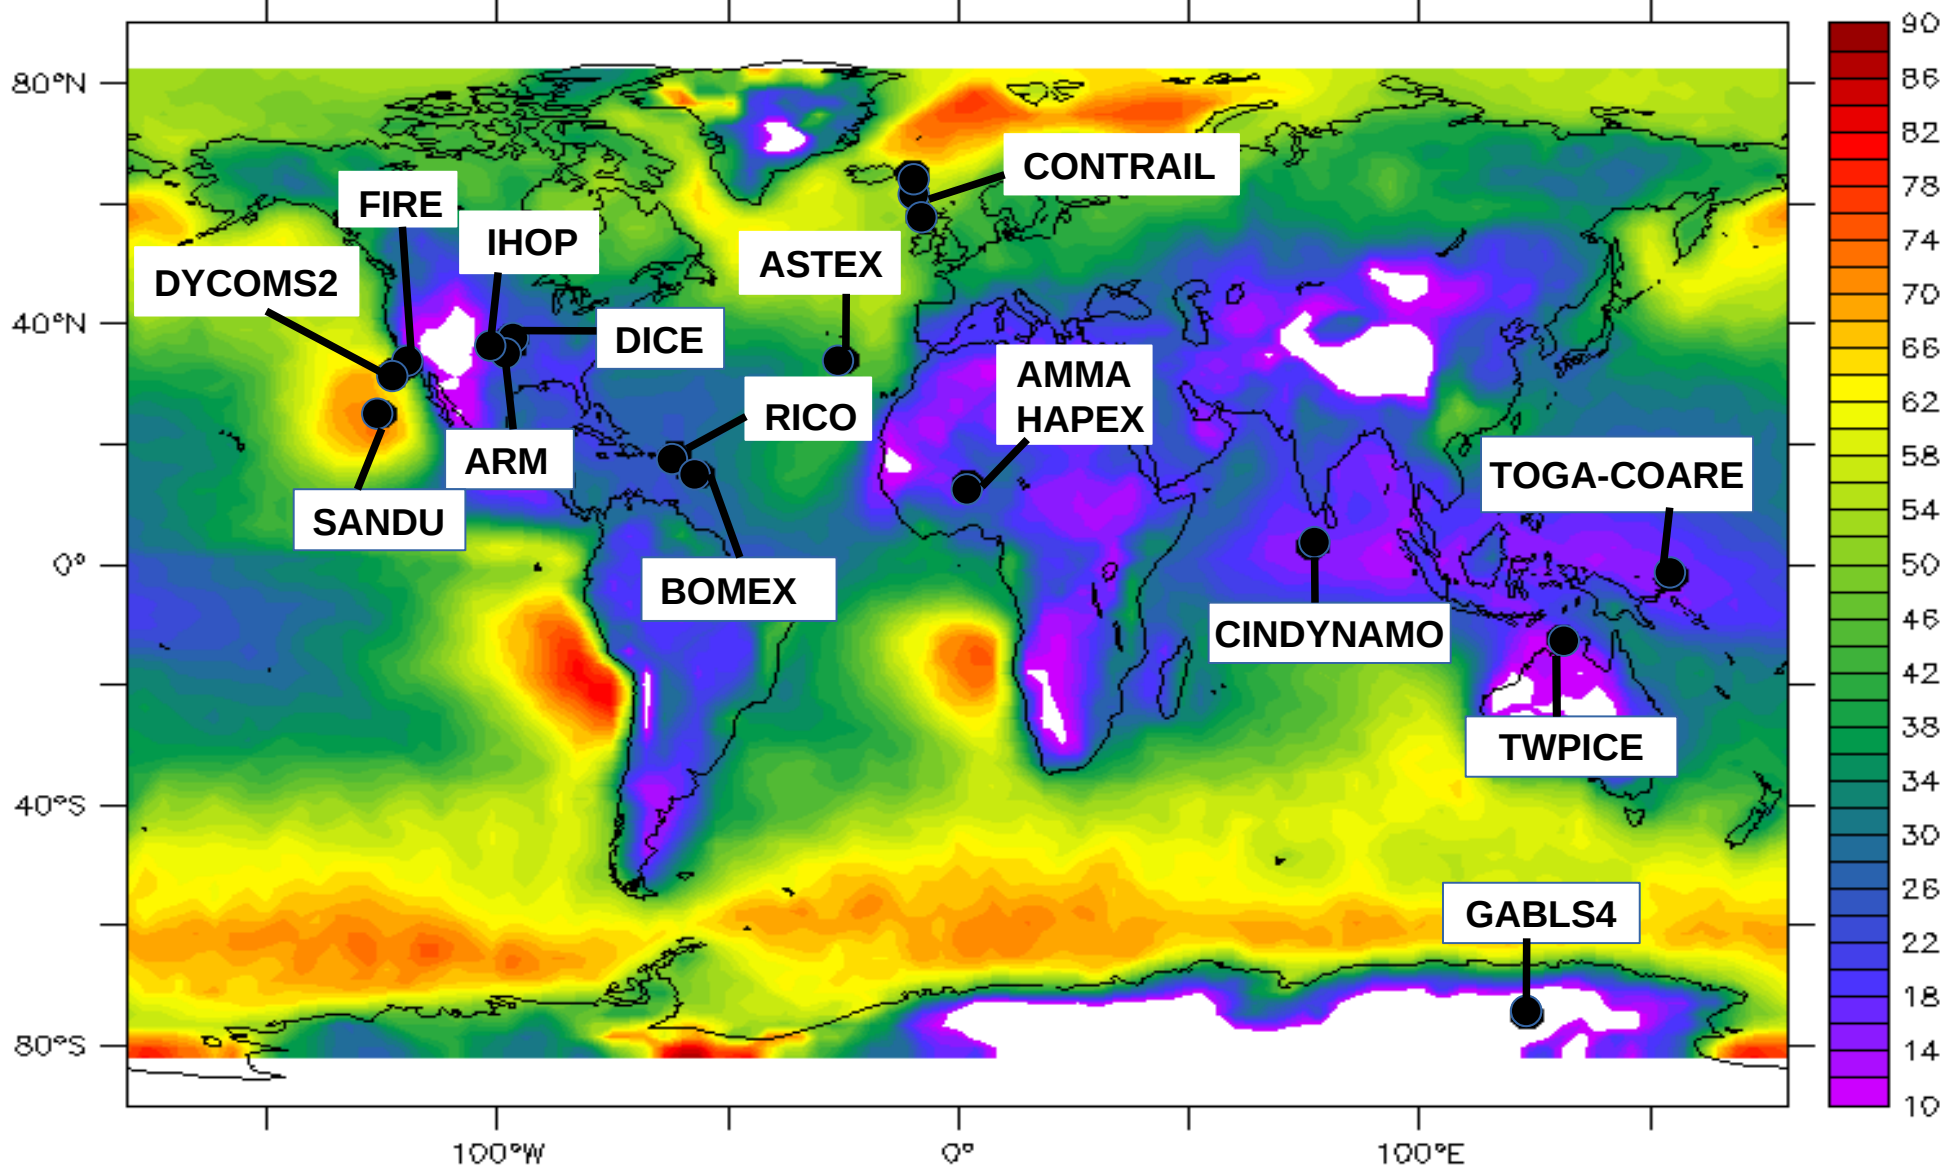 90
80°N
86
82
CONTRAIL
FIRE
78
IHOP
74
ASTEX
DYCOMS2
70
40°N
DICE
66
AMMA
HAPEX
RICO
62
ARM
TOGA-COARE
58
SANDU
54
0°
50
BOMEX
CINDYNAMO
46
42
TWPICE
38
40°S
34
30
26
GABLS4
22
18
80°S
14
10
100°W
0°
100°E